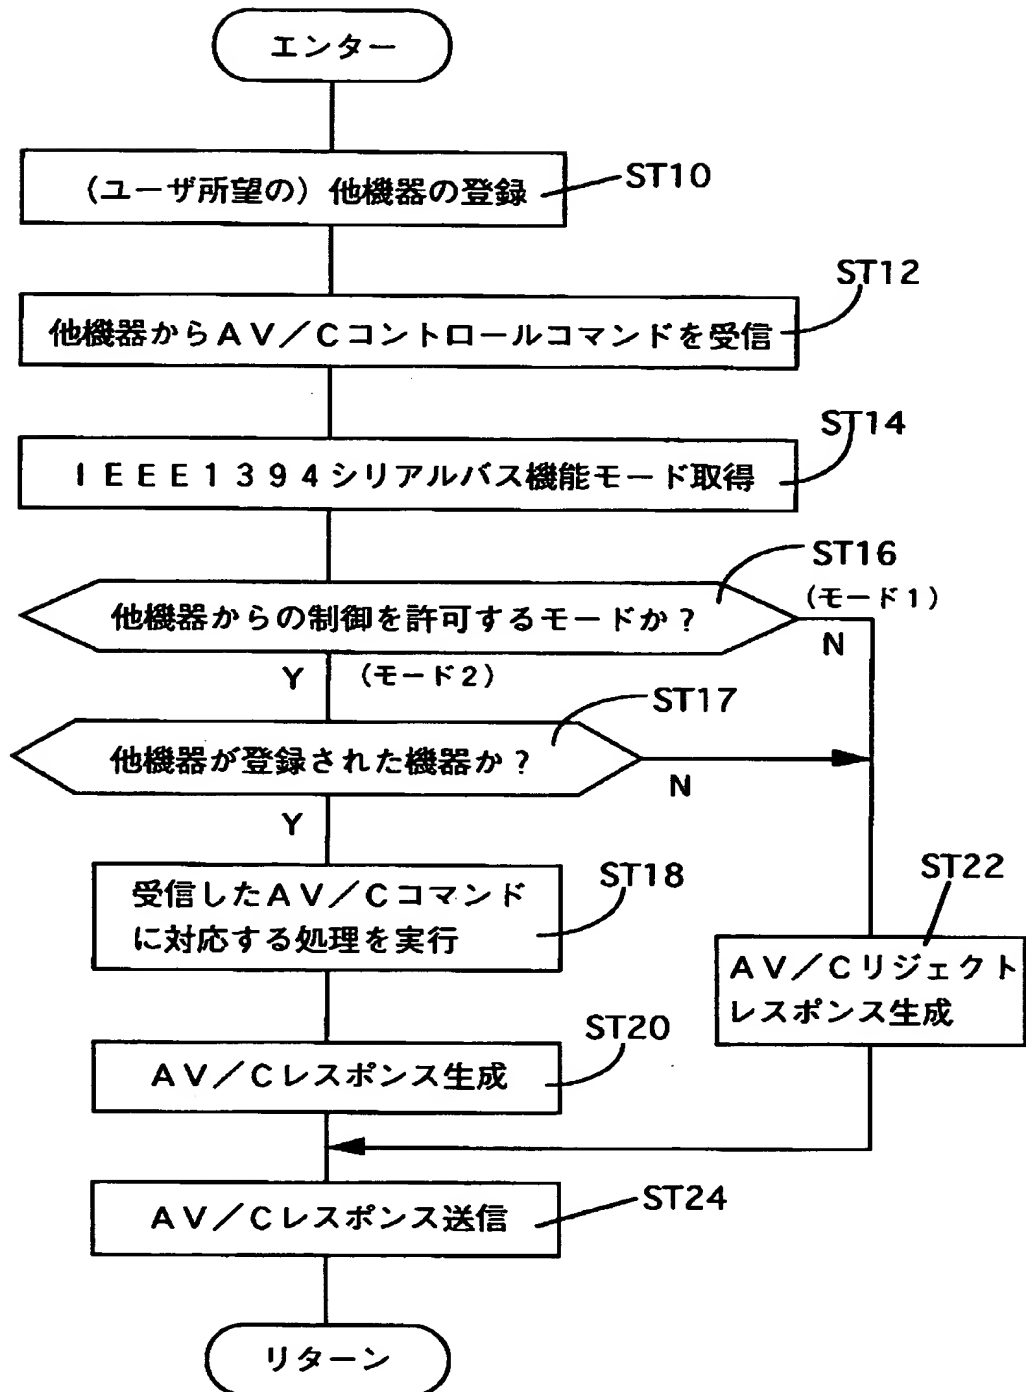 エンター
(ユーザ所望の)他機器の登録
ST10
ST12
他機器からAV/Cコントロールコマンドを受信
ST14
IEEE1394シリアルバス機能モード取得
ST16
(モード1)
他機器からの制御を許可するモードか?
N
Y
(モード2)
ST17
他機器が登録された機器か?
N
Y
ST18
受信したAV/Cコマンド
に対応する処理を実行
ST22
AV/Cリジェクト
レスポンス生成
ST20
AV/Cレスポンス生成
ST24
AV/Cレスポンス送信
リターン